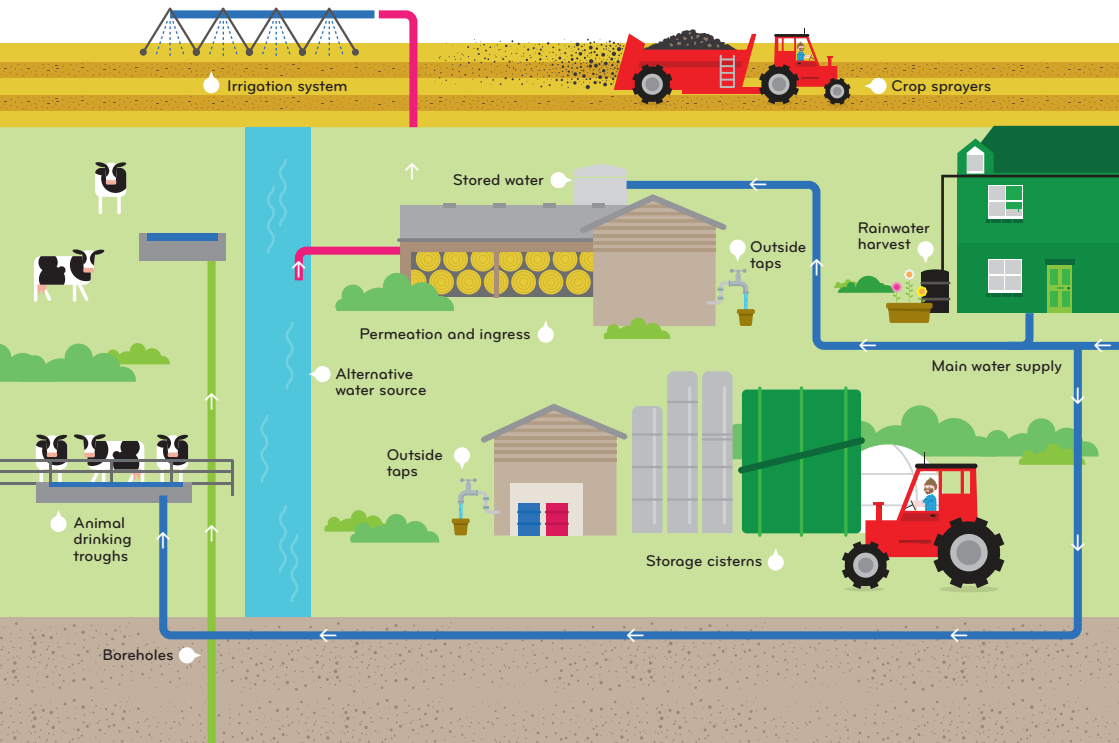 Irrigation system
Crop sprayers
Stored water
Rainwater
harvest
Outside
taps
Permeation and ingress
Main water supply
Alternative
water source
Outside
taps
Animal
drinking
troughs
Storage cisterns
Boreholes